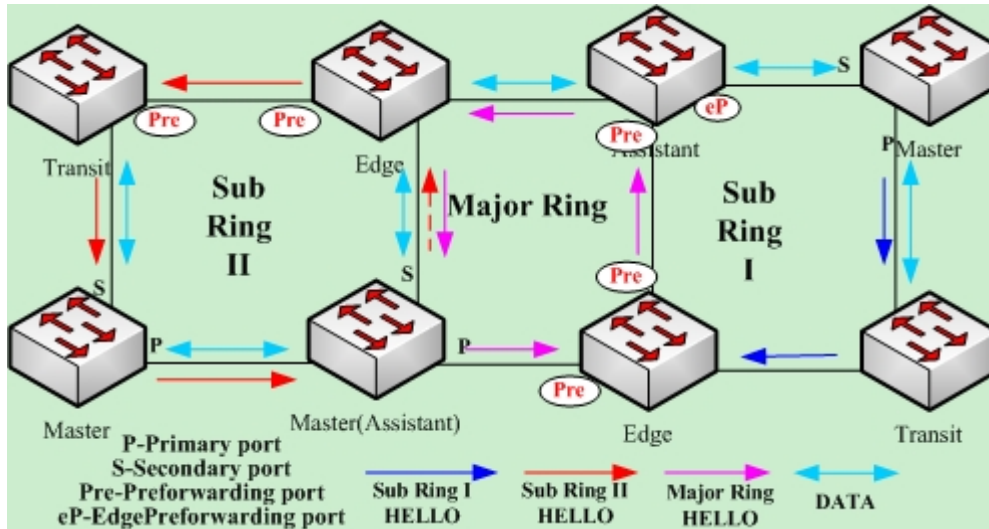 S
eP
Pre
Pre
Pre
Assistant
Transit
Edge
P
Master
Sub
Ring
II
Major Ring
Sub
Ring
I
S
S
Pre
P
P
Pre
Master
Master(Assistant)
Edge
Transit
P-Primary port
S-Secondary port
Pre-Preforwarding port
eP-EdgePreforwarding port
Sub Ring I
HELLO
Sub Ring II
HELLO
Major Ring
HELLO
DATA